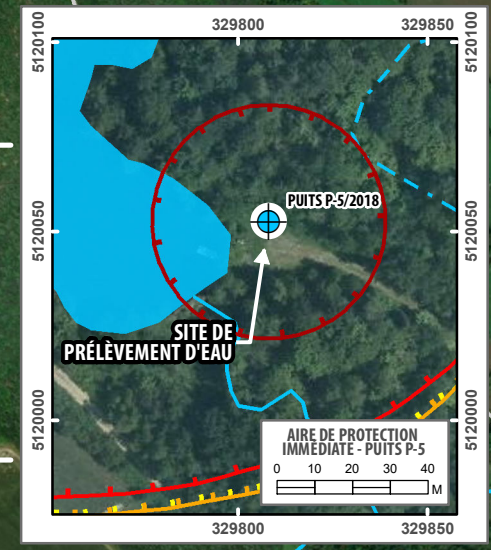 329800 329850
5120100 5120100
PUITS P-5/2018
5120050 5120050
SITE DE
PRÉLÈVEMENT D'EAU
5120000 5120000
AIRE DE PROTECTION
IMMÉDIATE - PUITS P-5
0 10 20 30 40
M
329800 329850